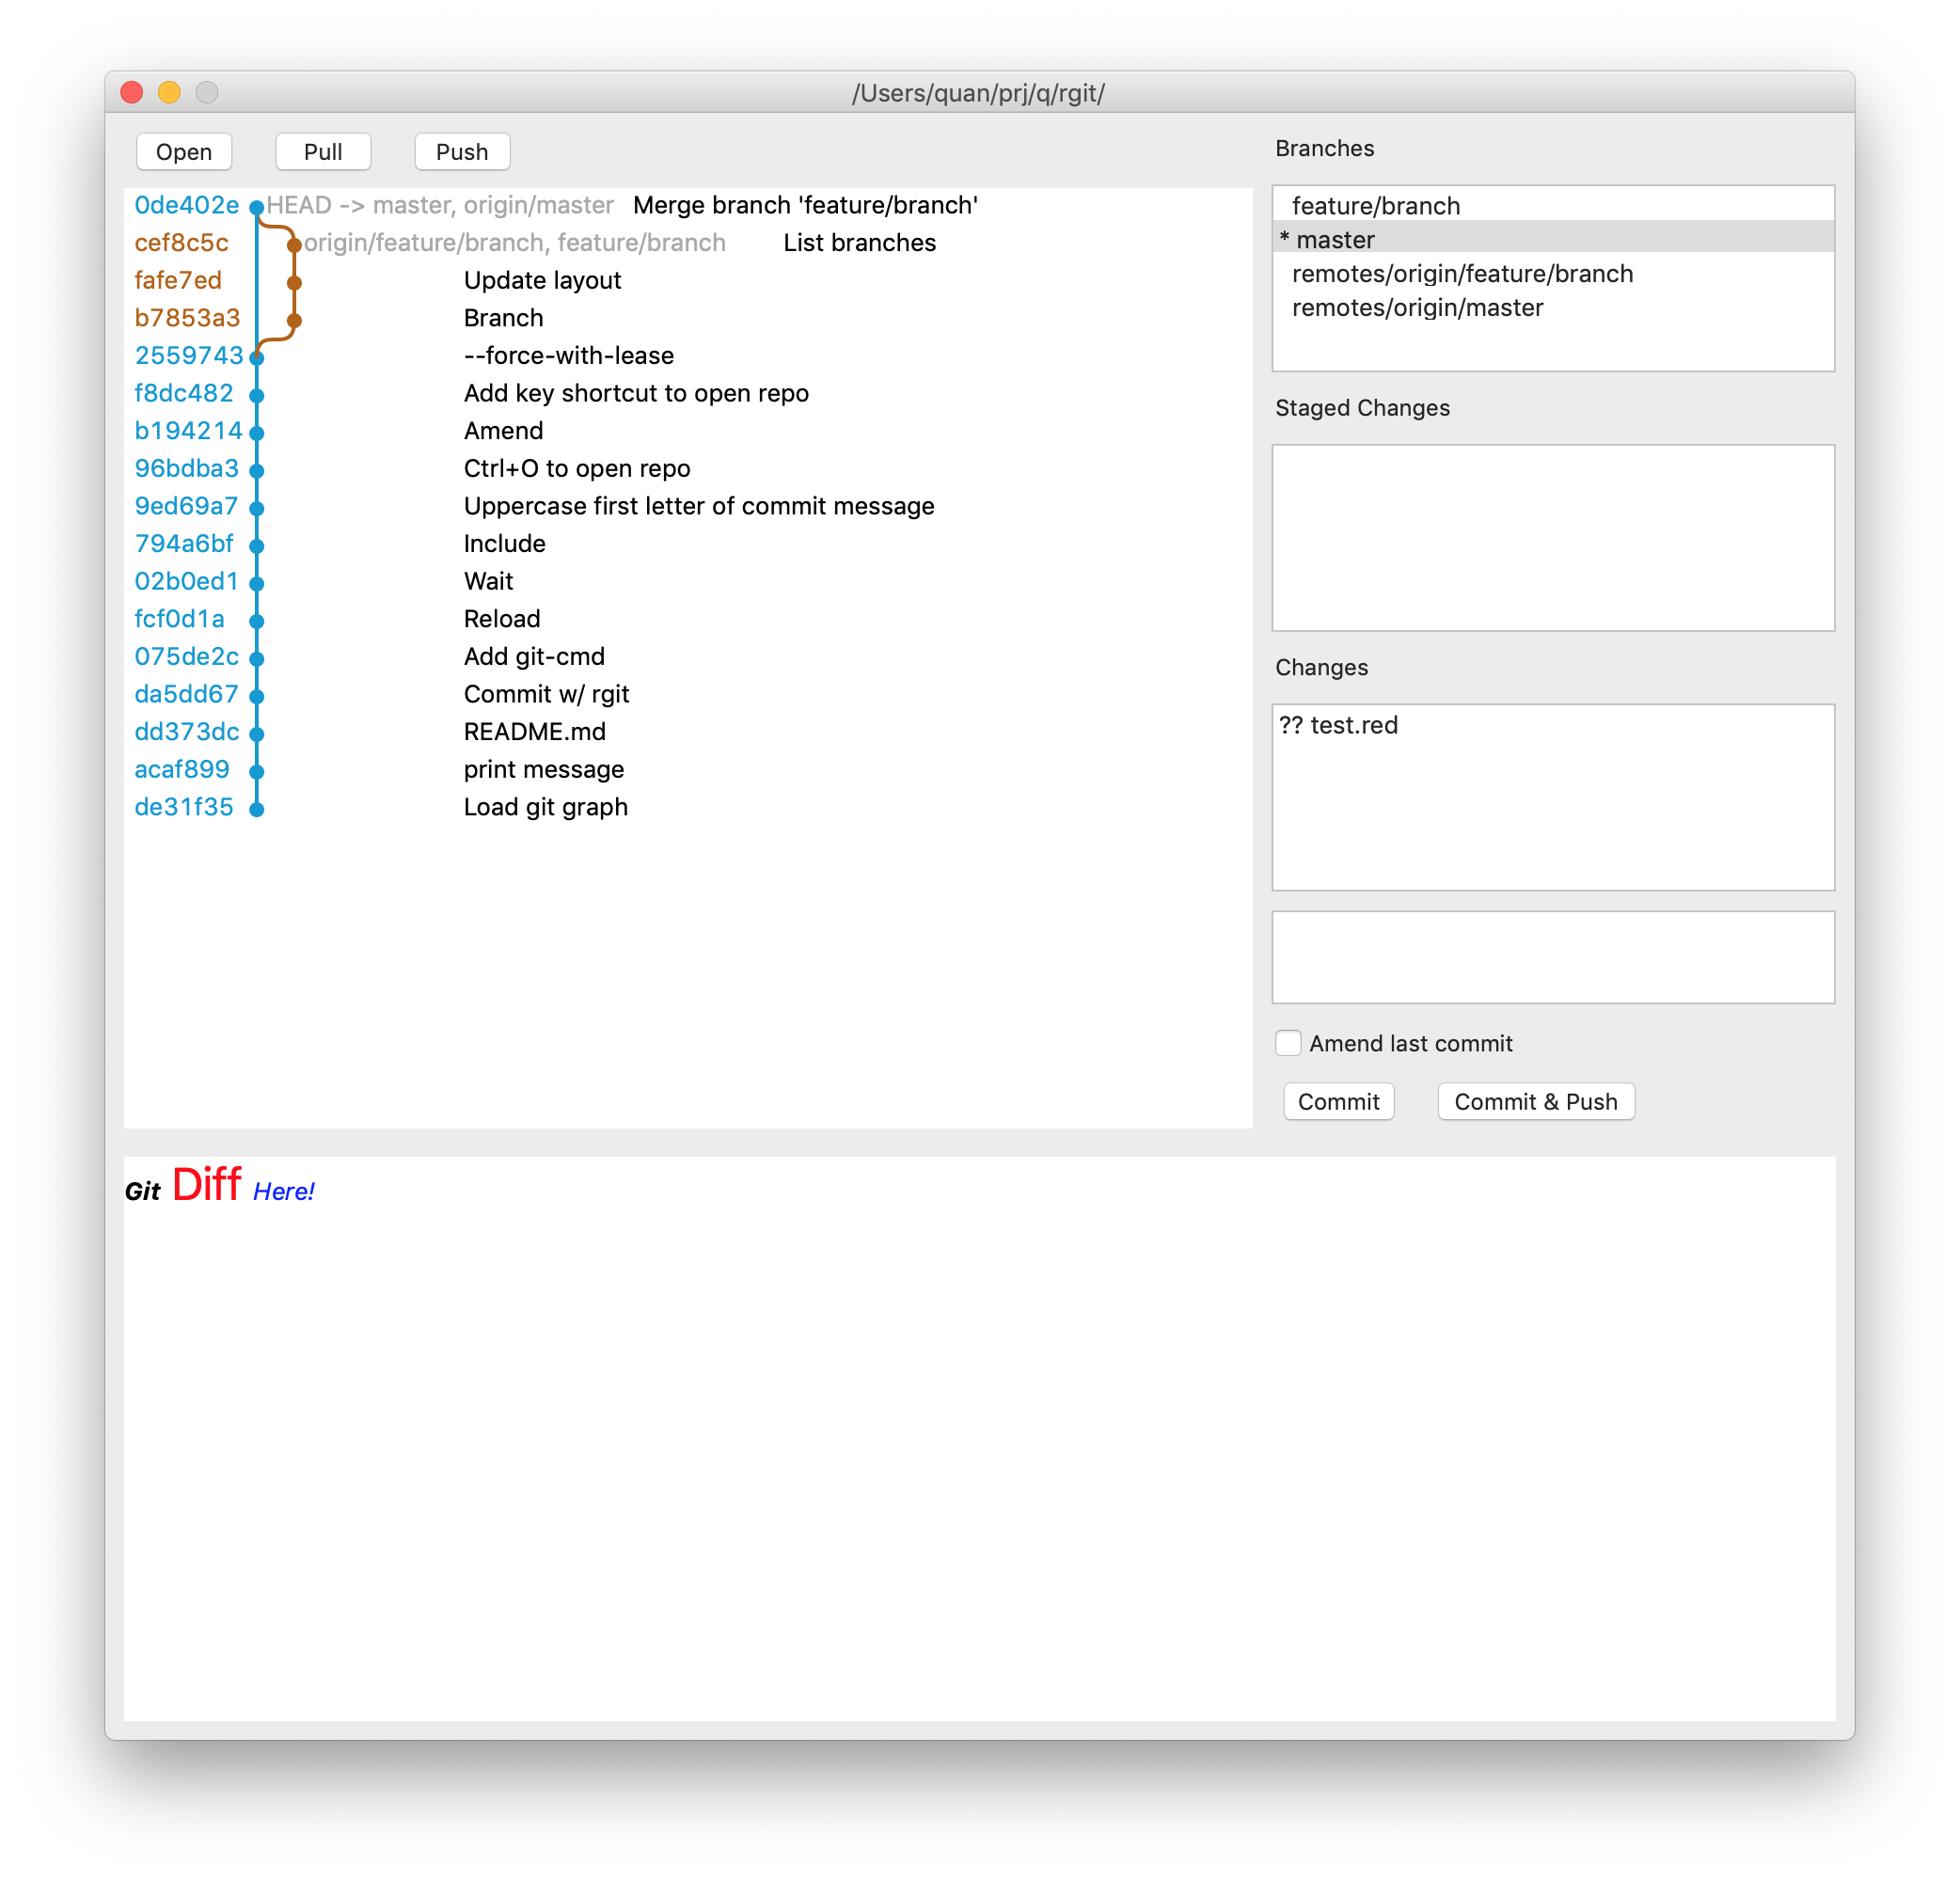 /Users/quan/prj/q/rgit/
Open Pull Push
0de402e HEAD -> master, origin/master Merge branch 'feature/branch'
cef8c5c origin/feature/branch, feature/branch List branches
fafe7ed Update layout
b7853a3 Branch
2559743 --force-with-lease
f8dc482 Add key shortcut to open repo
b194214 Amend
96bdba3 Ctrl+O to open repo
9ed69a7 Uppercase first letter of commit message
794a6bf Include
02b0ed1 Wait
fcf0d1a Reload
075de2c Add git-cmd
da5dd67 Commit w/ rgit
dd373dc README.md
acaf899 print message
de31f35 Load git graph
Branches
feature/branch
* master
remotes/origin/feature/branch
remotes/origin/master
Staged Changes
Changes
?? test.red
Amend last commit
Commit Commit & Push
Git Diff Here!